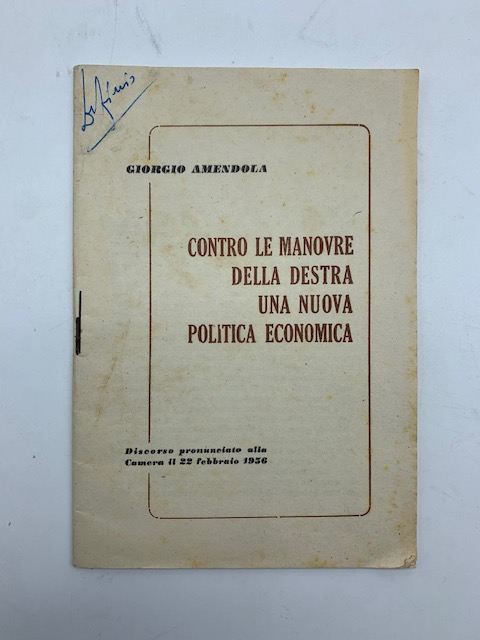 GIORGIO AMENDOLA
CONTRO LE MANOVRE
DELLA DESTRA
UNA NUOVA
POLITICA ECONOMICA
Discorso pronunciato alla
Camera il 22 febbraio 1956